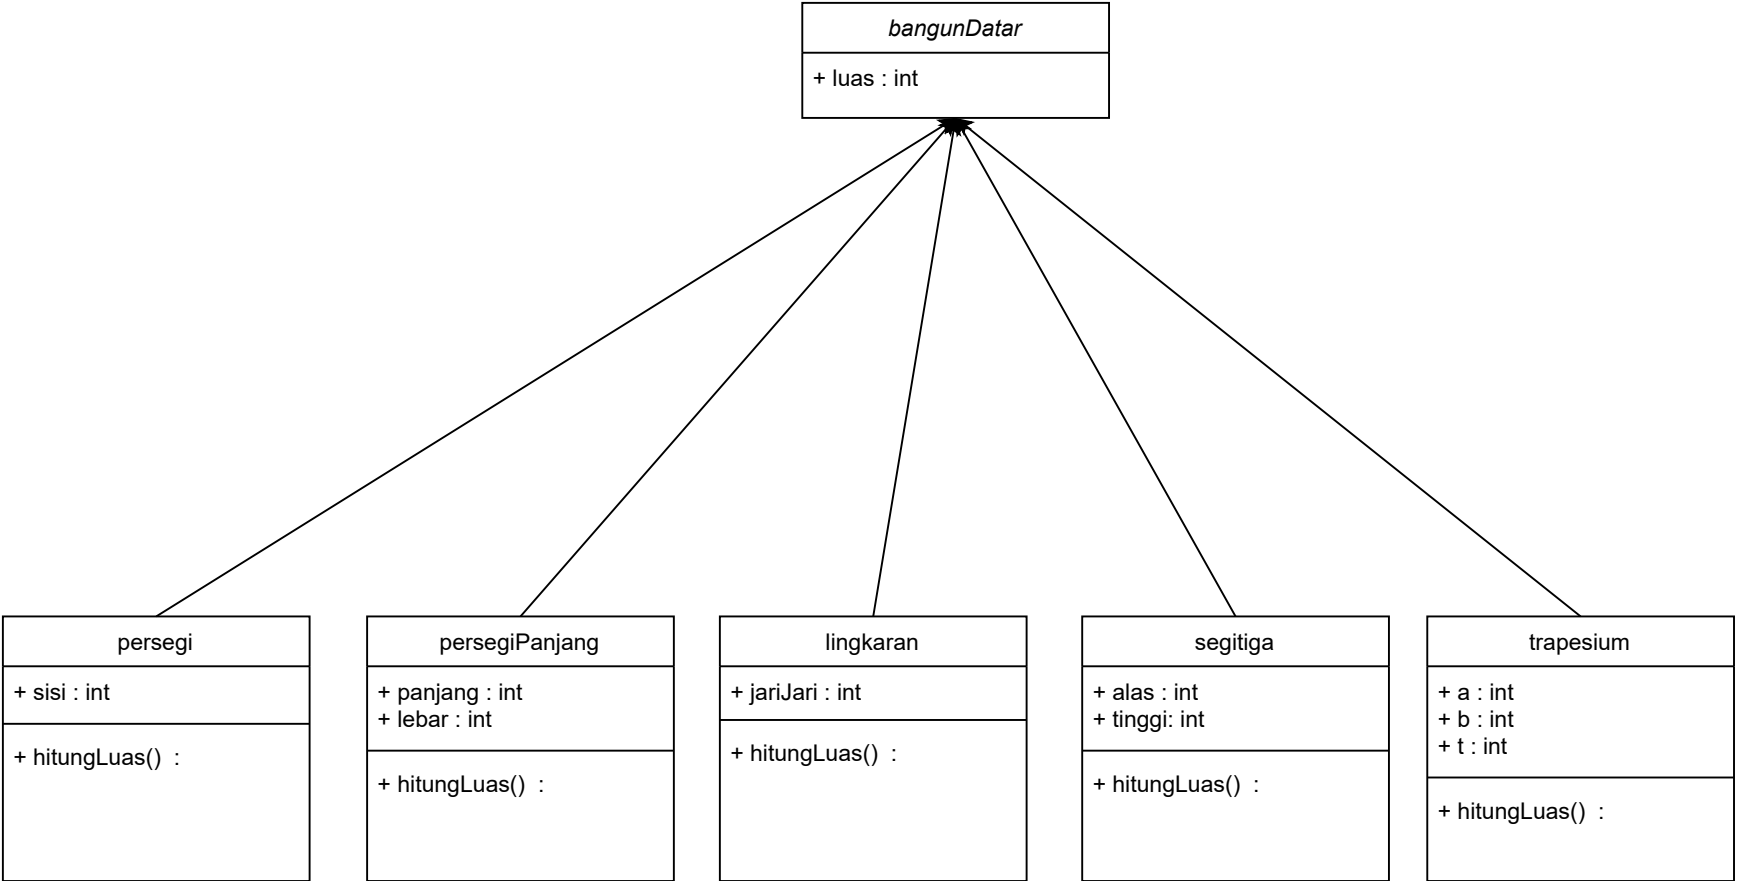 bangunDatar
+ luas : int
persegi
+ sisi : int
+ hitungLuas()  :
persegiPanjang
+ panjang : int
+ lebar : int
+ hitungLuas()  :
lingkaran
+ jariJari : int
+ hitungLuas()  :
segitiga
+ alas : int
+ tinggi: int
+ hitungLuas()  :
trapesium
+ a : int
+ b : int
+ t : int
+ hitungLuas()  :